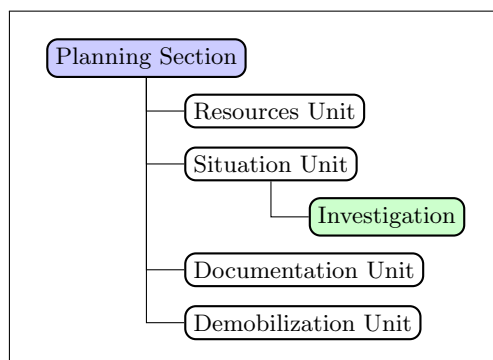 Planning Section
Resources Unit
Situation Unit
Investigation
Documentation Unit
Demobilization Unit